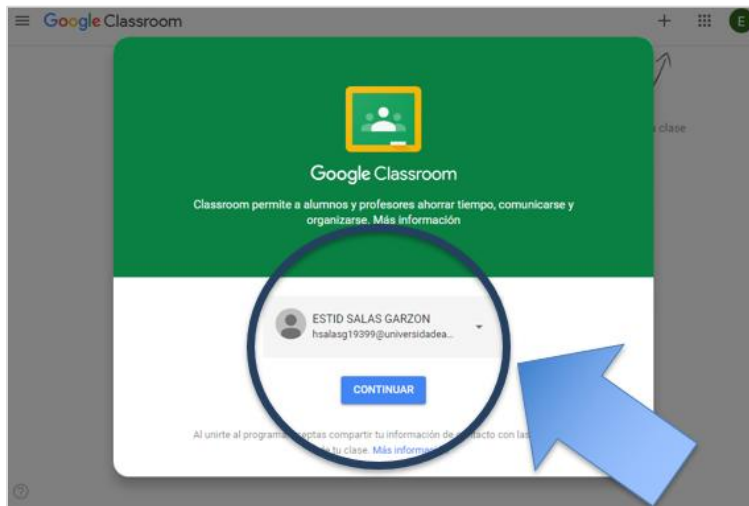 Google Classroom
E
clase
Google Classroom
Classroom permite a alumnos y profesores ahorrar tiempo, comunicarse y
organizarse. Más información
ESTID SALAS GARZON
hsalasg19399@universidadea...
CONTINUAR
Al unirte al programa, aceptas compartir tu información de contacto con las
de tu clase. Más información